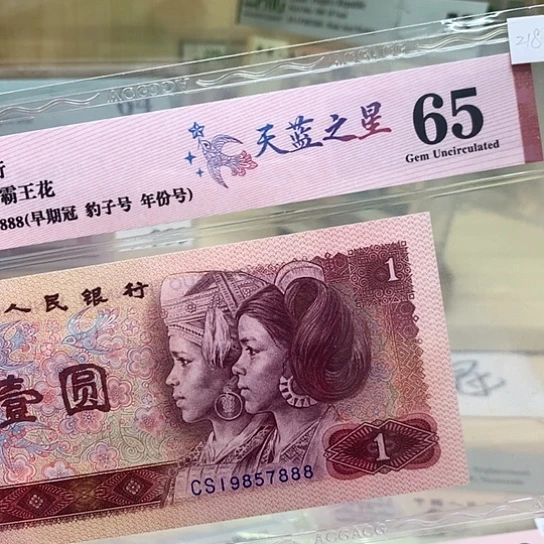 218
天蓝之星
65
Gem Uncirculated
行
霸王花
888(早期冠 豹子号 年份号)
人民银行
1
壹圆
1
CS19857888
ACGACG